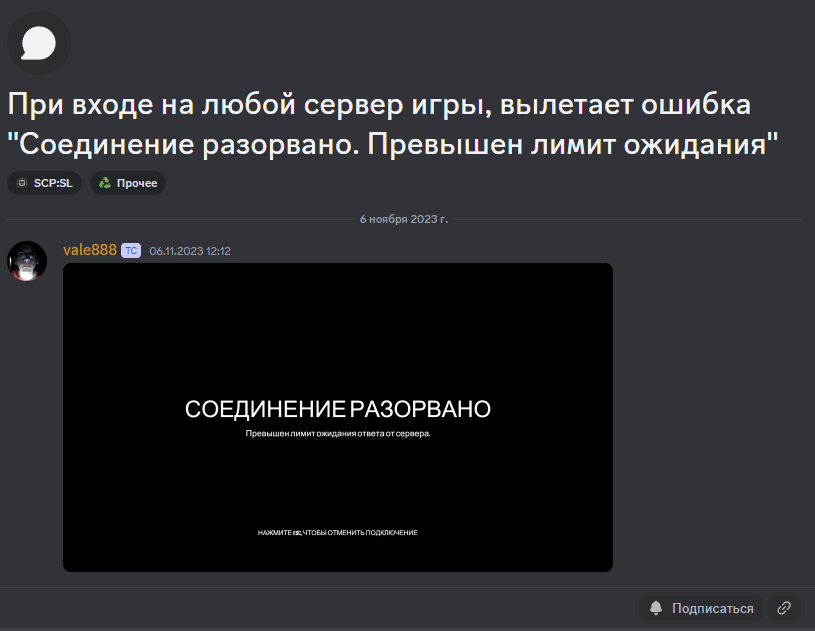 При входе на любой сервер игры, вылетает ошибка
"Соединение разорвано. Превышен лимит ожидания"
SCP:SL Прочее
6 ноября 2023 г.
vale888 TC 06.11.2023 12:12
СОЕДИНЕНИЕ РАЗОРВАНО
Превышен лимит ожидания ответа от сервера.
НАЖМИТЕ ESC, ЧТОБЫ ОТМЕНИТЬ ПОДКЛЮЧЕНИЕ
Подписаться